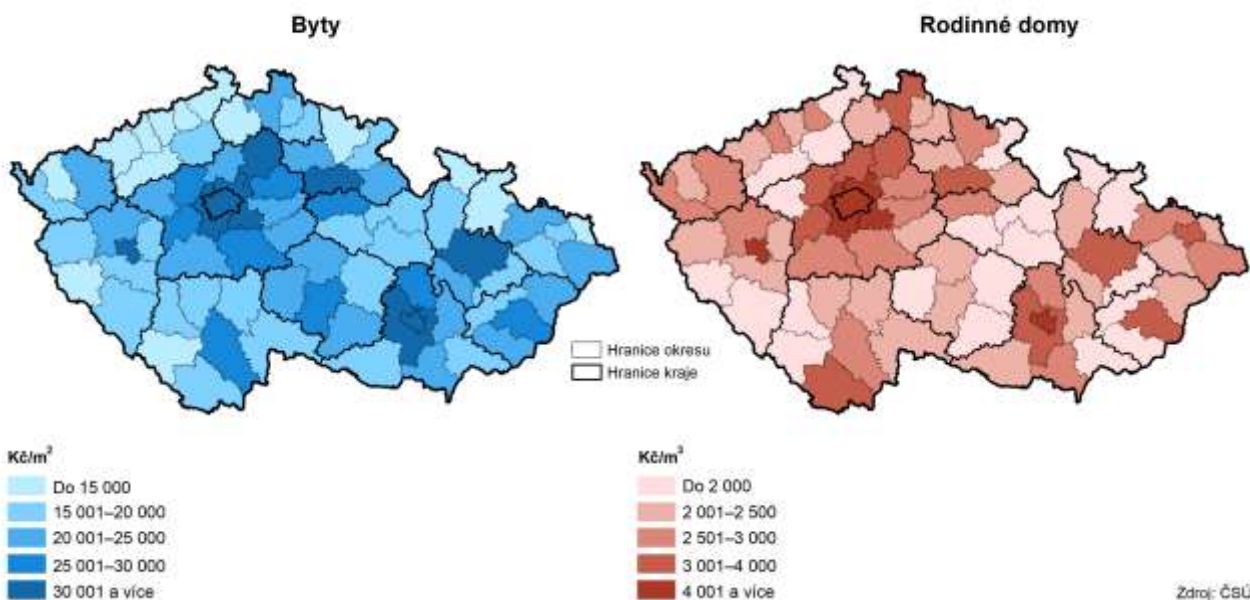 Byty
Rodinné domy
Hranice okresu
Hranice kraje
Kč/m²
Do 15 000
15 001–20 000
20 001–25 000
25 001–30 000
30 001 a více
Kč/m³
Do 2 000
2 001–2 500
2 501–3 000
3 001–4 000
4 001 a více
Zdroj: ČSÚ